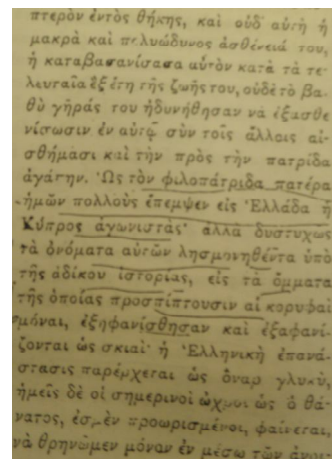 πτερὸν ἐντὸς θήκης, καὶ οὐδ' αὐτὴ ἡ
μακρὰ καὶ πολυώδυνος ἀσθένειά του,
ἡ καταβασανίσασα αὐτὸν κατὰ τὰ τε-
λευταῖα ἓξ ἔτη τῆς ζωῆς του, οὐδὲ τὸ βα-
θὺ γῆράς του ἠδυνήθησαν νὰ ἐξασθε
νίσωσιν ἐν αὐτῷ σὺν τοῖς ἄλλοις αἰ-
σθήμασι καὶ τὴν πρὸς τὴν πατρίδα
ἀγάπην. Ὡς τὸν φιλοπάτριδα πατέρα
ἡμῶν πολλοὺς ἔπεμψεν εἰς Ἑλλάδα ἡ
Κύπρος ἀγωνιστάς· ἀλλὰ δυστυχῶς
τὰ ὀνόματα αὐτῶν λησμονηθέντα ὑπὸ
τῆς ἀδίκου ἱστορίας, εἰς τὰ ὄμματα
τῆς ὁποίας προσπίπτουσιν αἱ κορυφαὶ
μόναι, ἐξηφανίσθησαν καὶ ἐξαφανί-
ζονται ὡς σκιαί· ἡ Ἑλληνικὴ ἐπανά-
στασις παρέρχεται ὡς ὄναρ γλυκύ,
ἡμεῖς δὲ οἱ σημερινοὶ ὠχροὶ ὡς ὁ θά-
νατος, ἐσμὲν προωρισμένοι, φαίνεται,
νὰ θρηνῶμεν μόνον ἐν μέσω τῶν